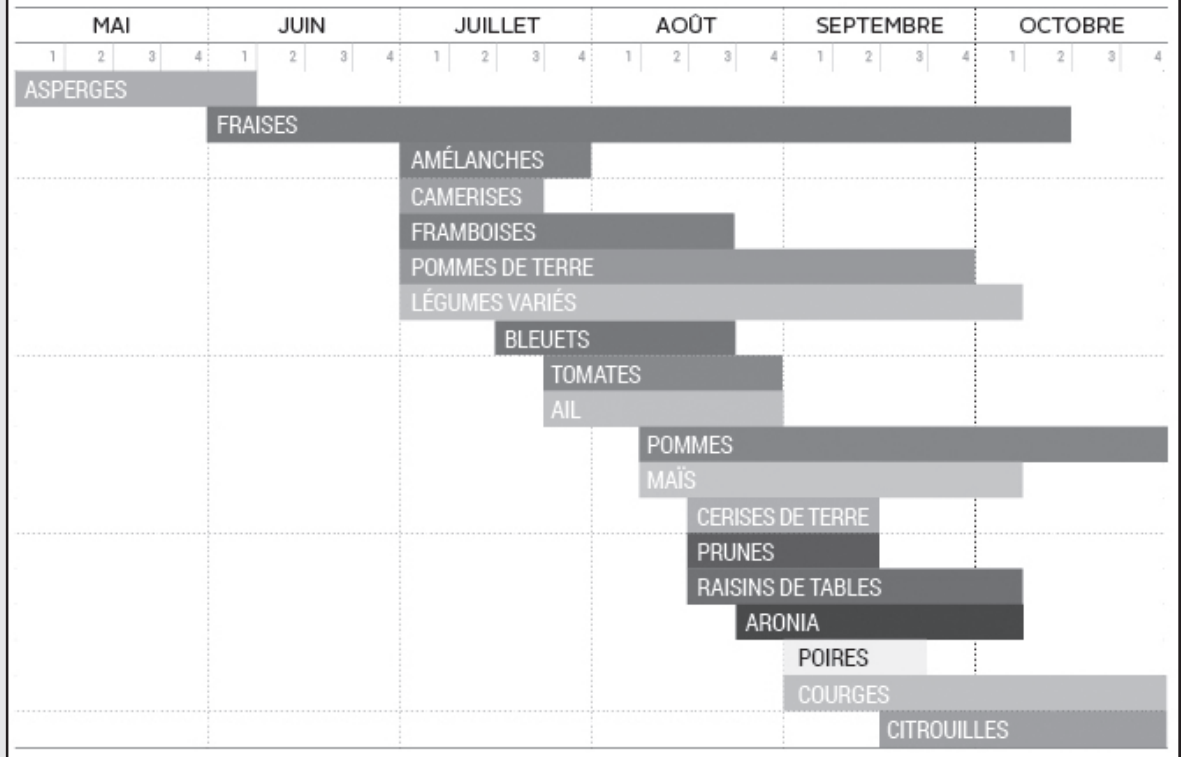 MAI JUIN JUILLET AOÛT SEPTEMBRE OCTOBRE
1 2 3 4 1 2 3 4 1 2 3 4 1 2 3 4 1 2 3 4 1 2 3 4
ASPERGES
FRAISES
AMÉLANCHES
CAMERISES
FRAMBOISES
POMMES DE TERRE
LÉGUMES VARIÉS
BLEUETS
TOMATES
AIL
POMMES
MAÏS
CERISES DE TERRE
PRUNES
RAISINS DE TABLES
ARONIA
POIRES
COURGES
CITROUILLES